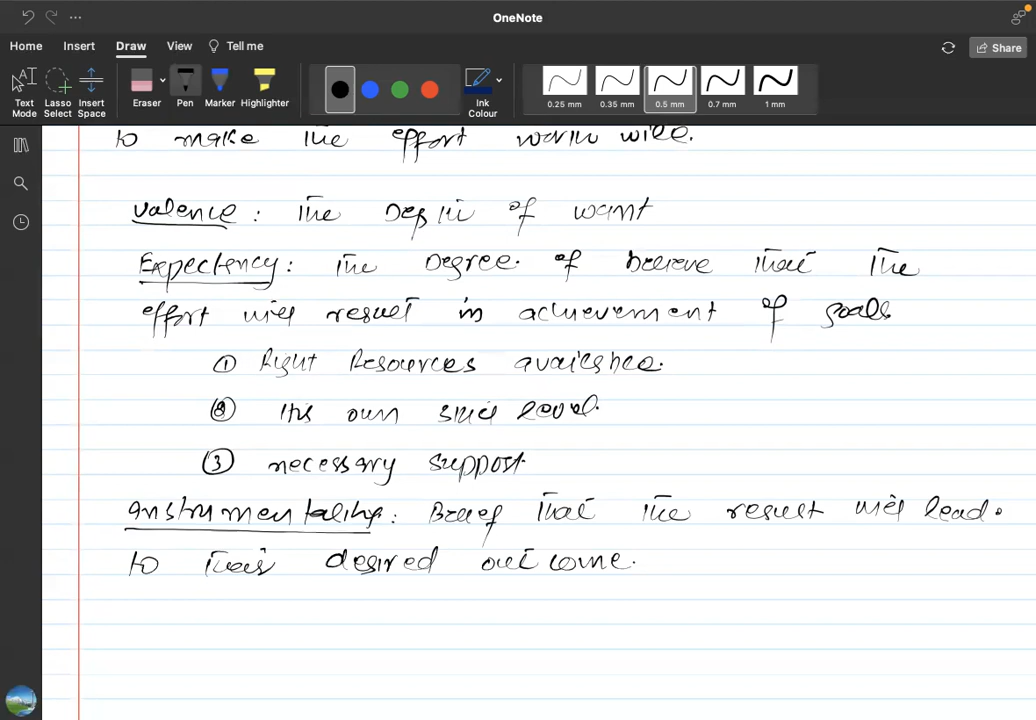 OneNote
Home Insert Draw View Tell me
Share
Text Mode Lasso Select Insert Space Eraser Pen Marker Highlighter Ink Colour 0.25 mm 0.35 mm 0.5 mm 0.7 mm 1 mm
to make the effort worth wile.
Valence: The Depth of want
Expectency: The Degree of believe that the
effort will result in achievement of goals
① Right Resources
② His own skill level.
③ necessary support
Instrumentality: Belief that the result will lead
to desired outcome.